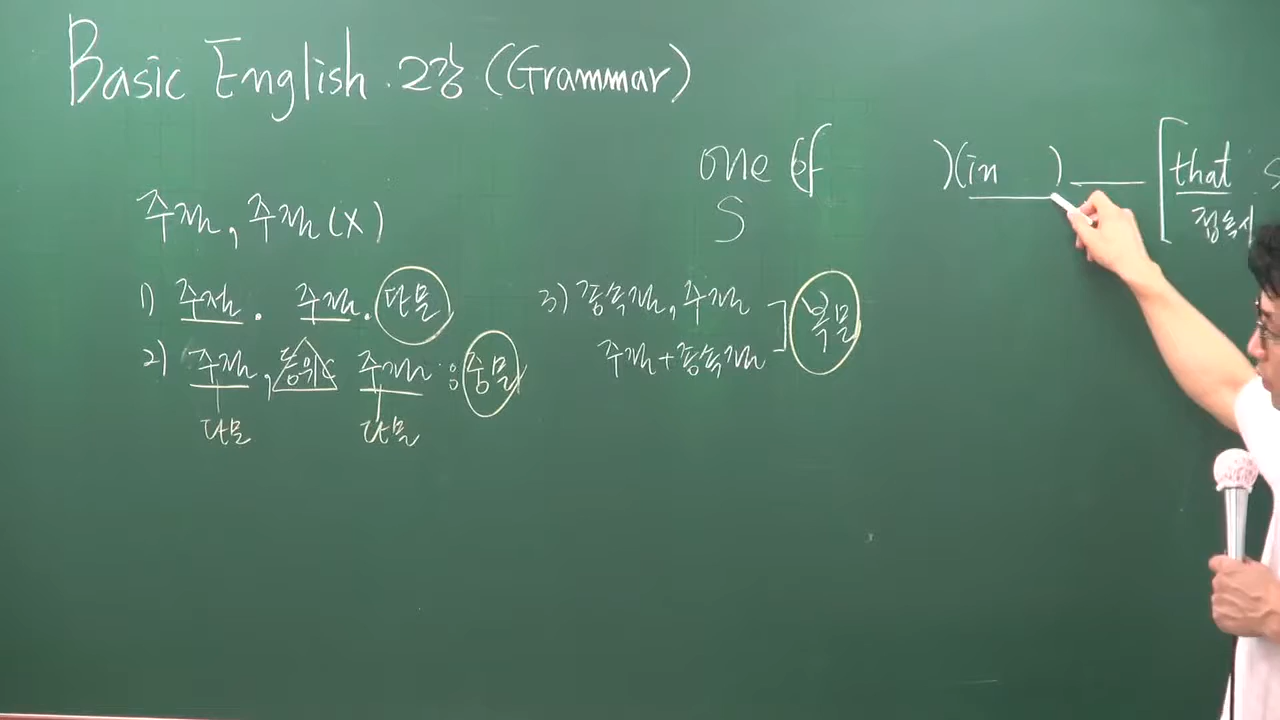 Basic English. 2강 (Grammar)
one of )(in ) [that S
S 접속사
주절, 주절(X)
1) 주절. 주절. 단문
2) 주절, 등위c 주절 : 중문
단문 단문
3) 종속절, 주절
주절+종속절
복문